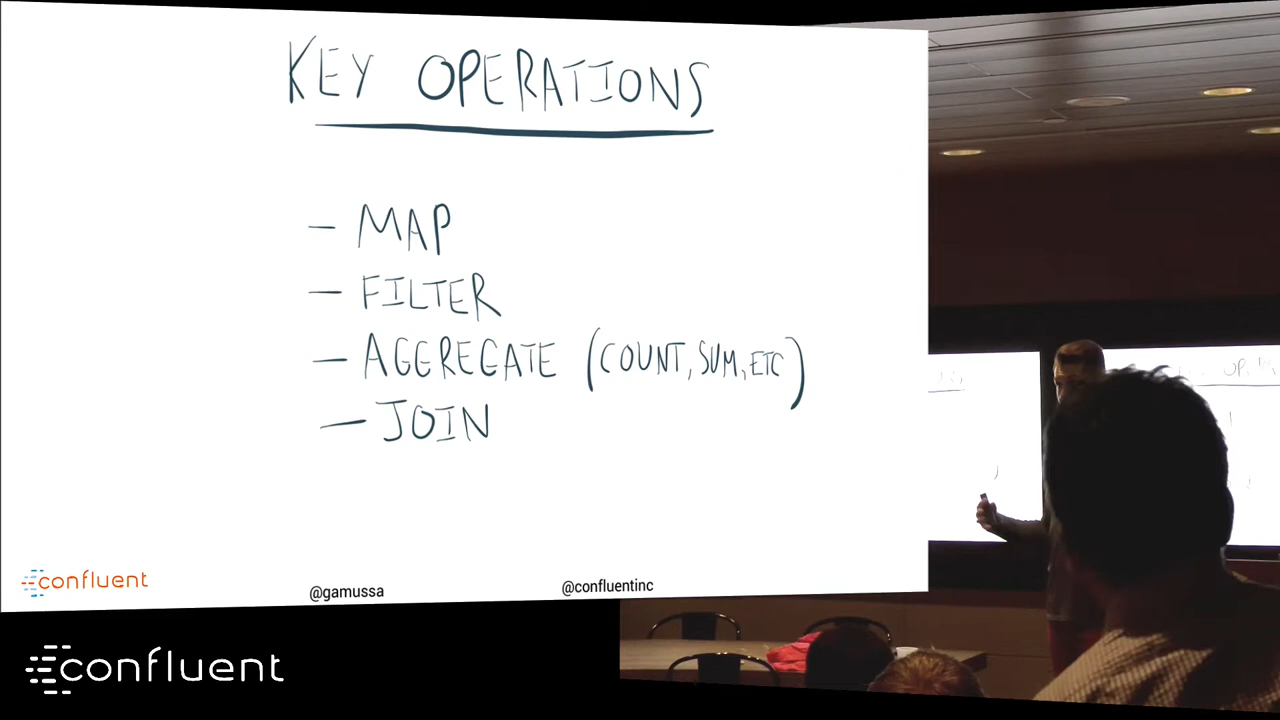 KEY OPERATIONS
— MAP
— FILTER
— AGGREGATE (COUNT, SUM, ETC)
— JOIN
confluent
@gamussa
@confluentinc
confluent